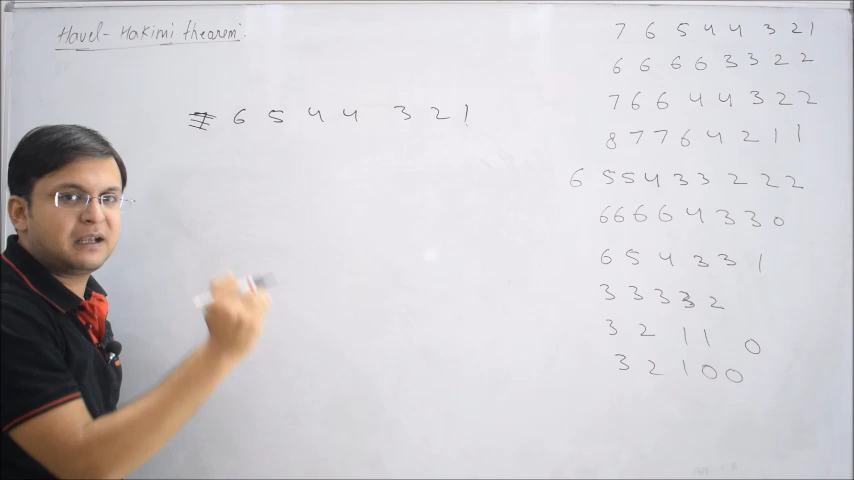 Havel-Hakimi theorem:
7 6 5 4 4 3 2 1
7 6 5 4 4 3 2 1
6 6 6 6 3 3 2 2
7 6 6 4 4 3 2 2
8 7 7 6 4 2 1 1
6 5 5 4 3 3 2 2 2
6 6 6 6 4 3 3 0
6 5 4 3 3 1
3 3 3 3 2
3 2 1 1 0
3 2 1 0 0